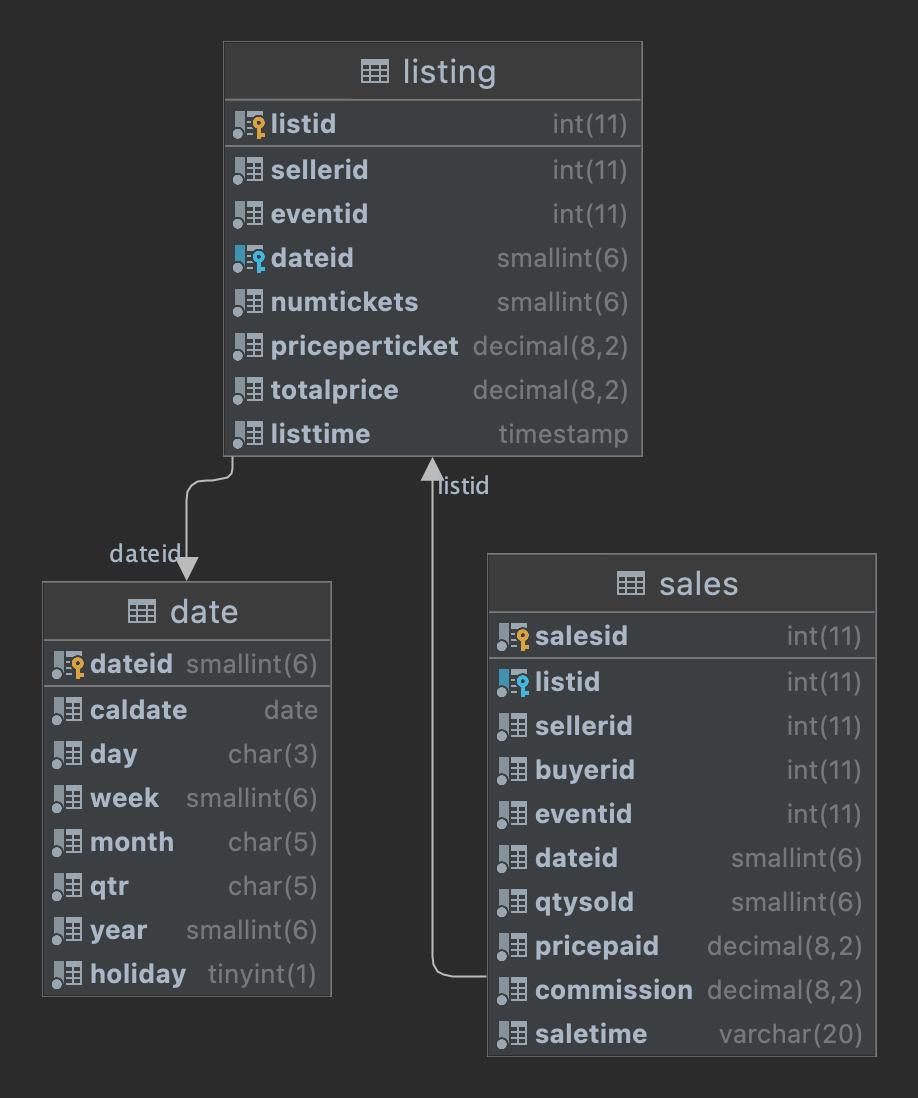 listing
listid int(11)
sellerid int(11)
eventid int(11)
dateid smallint(6)
numtickets smallint(6)
priceperticket decimal(8,2)
totalprice decimal(8,2)
listtime timestamp
listid
dateid
date
dateid smallint(6)
caldate date
day char(3)
week smallint(6)
month char(5)
qtr char(5)
year smallint(6)
holiday tinyint(1)
sales
salesid int(11)
listid int(11)
sellerid int(11)
buyerid int(11)
eventid int(11)
dateid smallint(6)
qtysold smallint(6)
pricepaid decimal(8,2)
commission decimal(8,2)
saletime varchar(20)